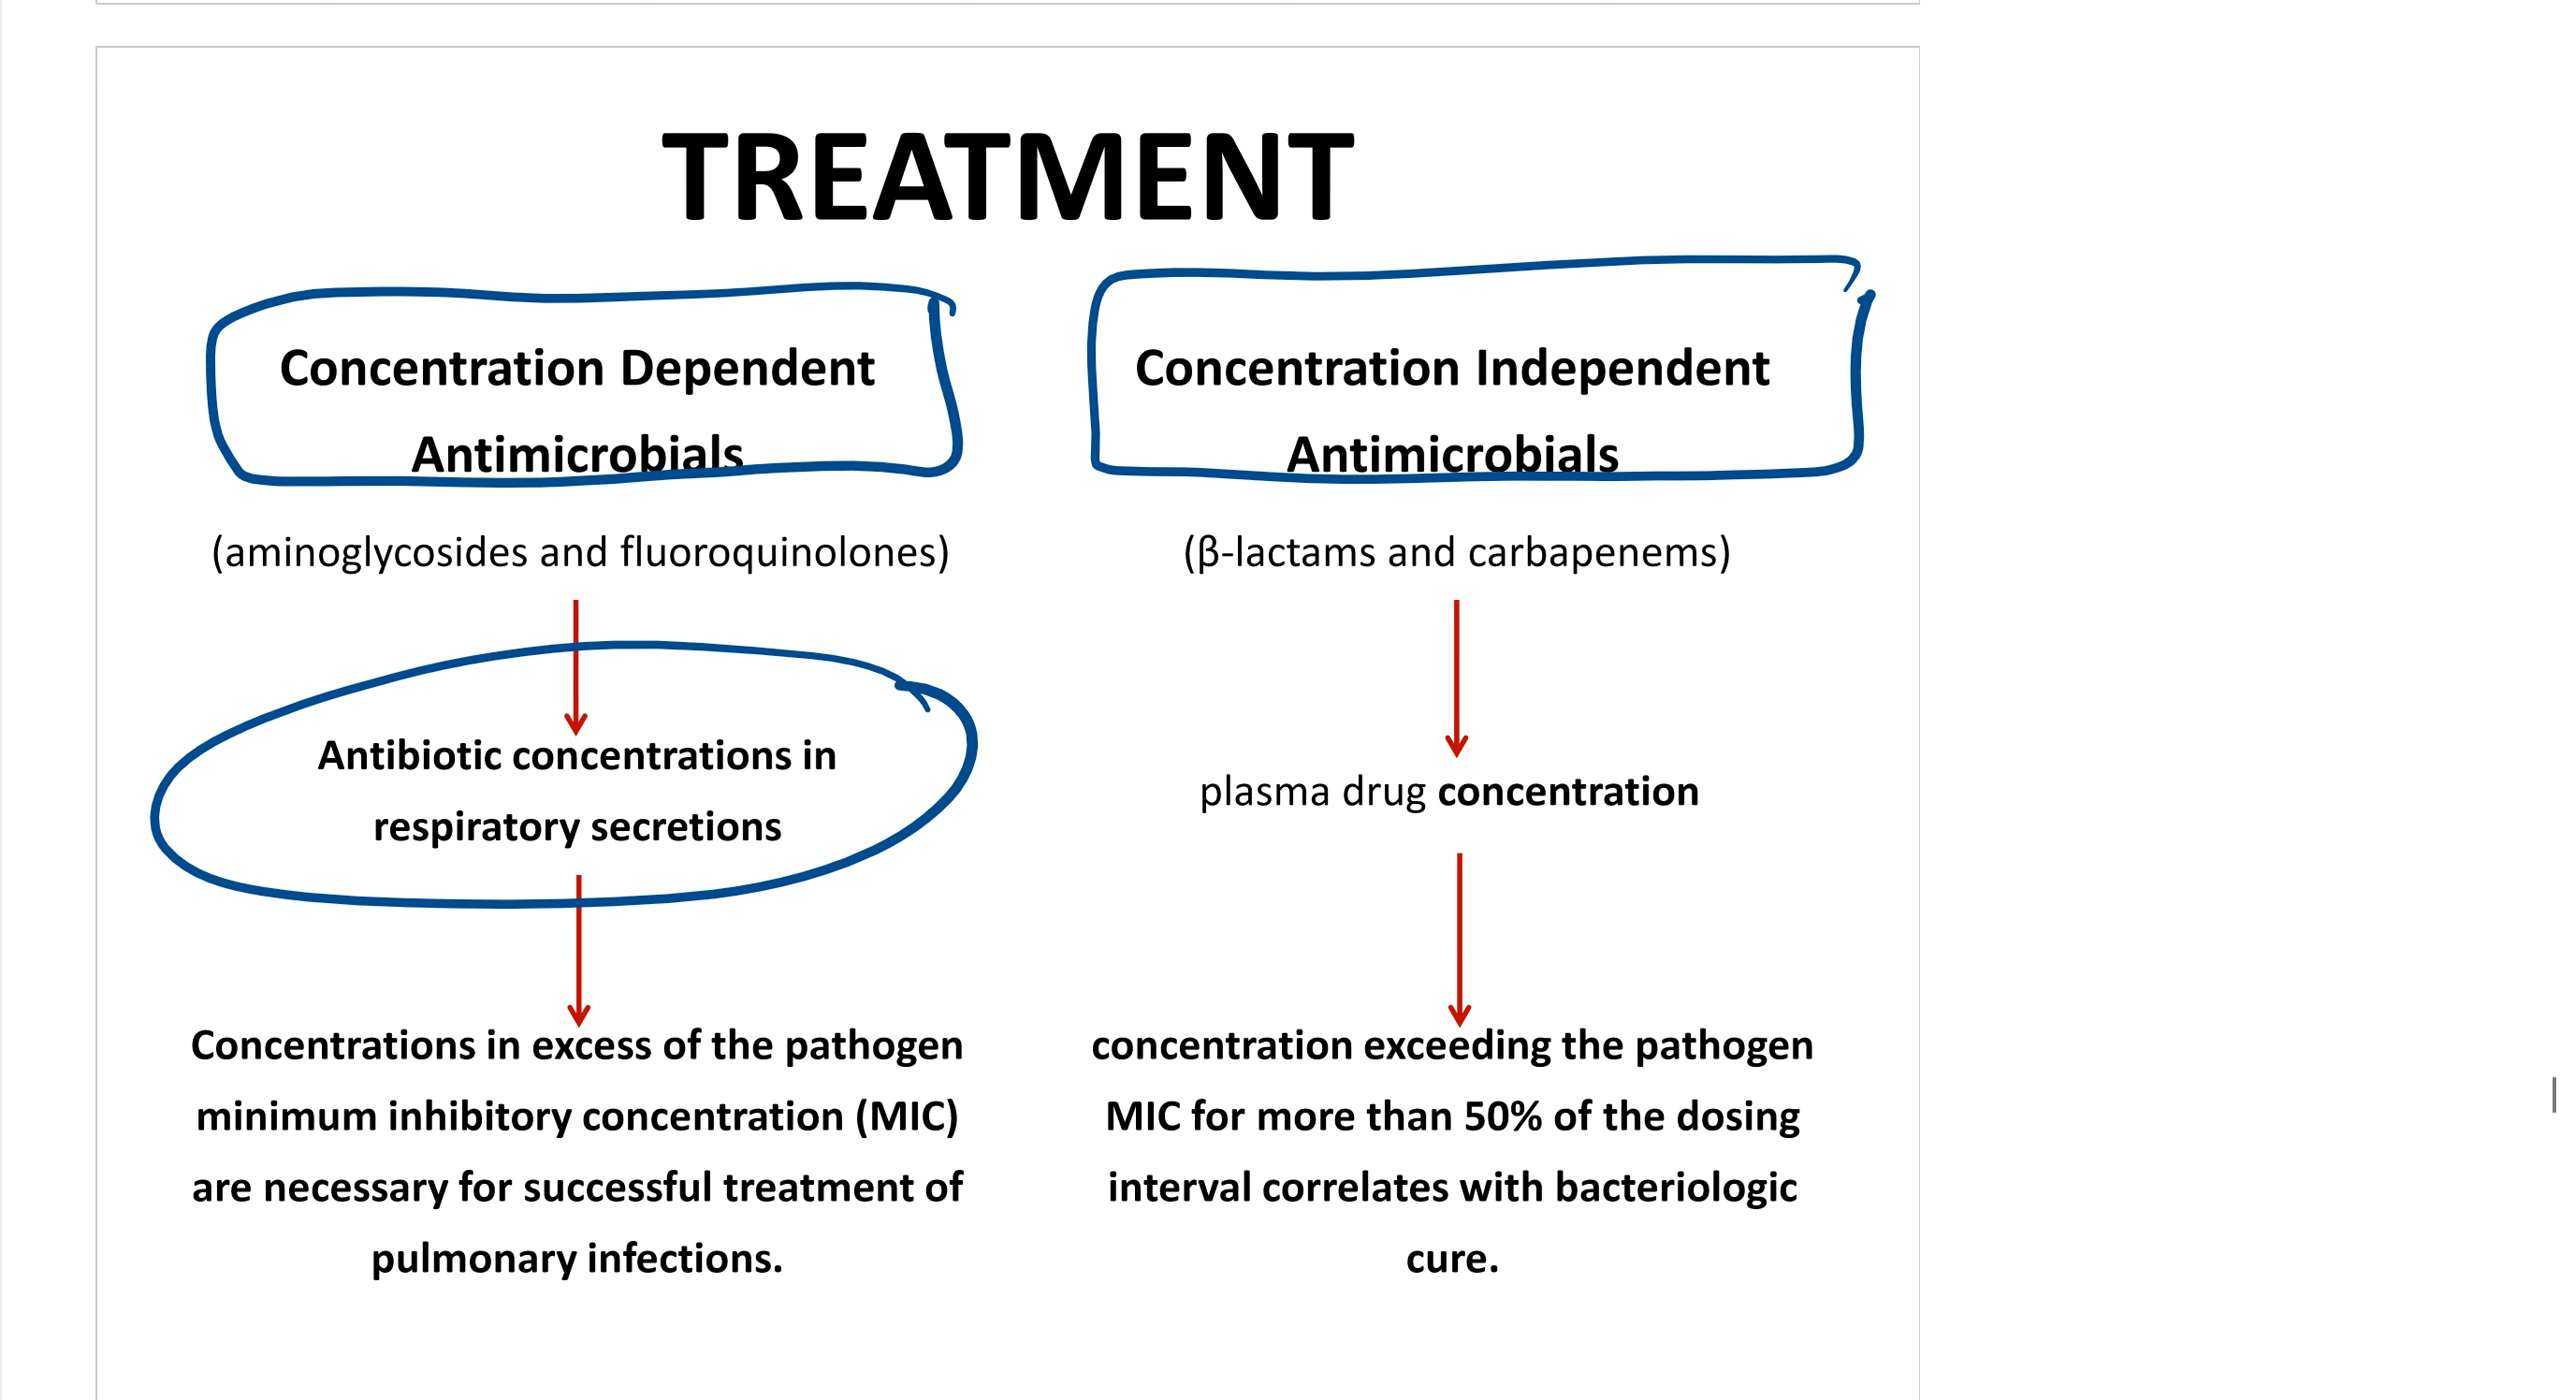 TREATMENT
Concentration Dependent
Antimicrobials
(aminoglycosides and fluoroquinolones)
Antibiotic concentrations in
respiratory secretions
Concentrations in excess of the pathogen
minimum inhibitory concentration (MIC)
are necessary for successful treatment of
pulmonary infections.
Concentration Independent
Antimicrobials
(β-lactams and carbapenems)
plasma drug concentration
concentration exceeding the pathogen
MIC for more than 50% of the dosing
interval correlates with bacteriologic
cure.